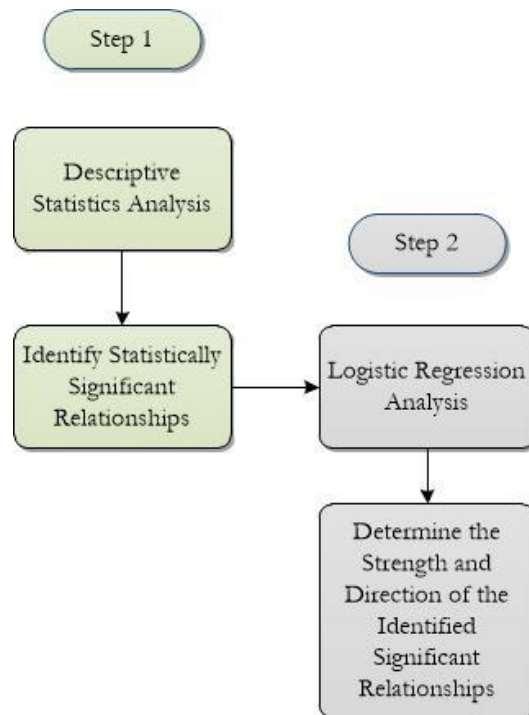 Step 1
Descriptive
Statistics Analysis
Identify Statistically
Significant
Relationships
Step 2
Logistic Regression
Analysis
Determine the
Strength and
Direction of the
Identified
Significant
Relationships